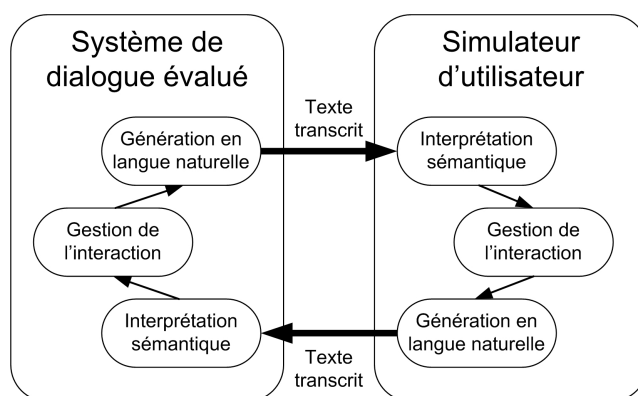 Système de
dialogue évalué
Simulateur
d’utilisateur
Texte
transcrit
Génération en
langue naturelle
Interprétation
sémantique
Gestion de
l’interaction
Gestion de
l’interaction
Interprétation
sémantique
Génération en
langue naturelle
Texte
transcrit